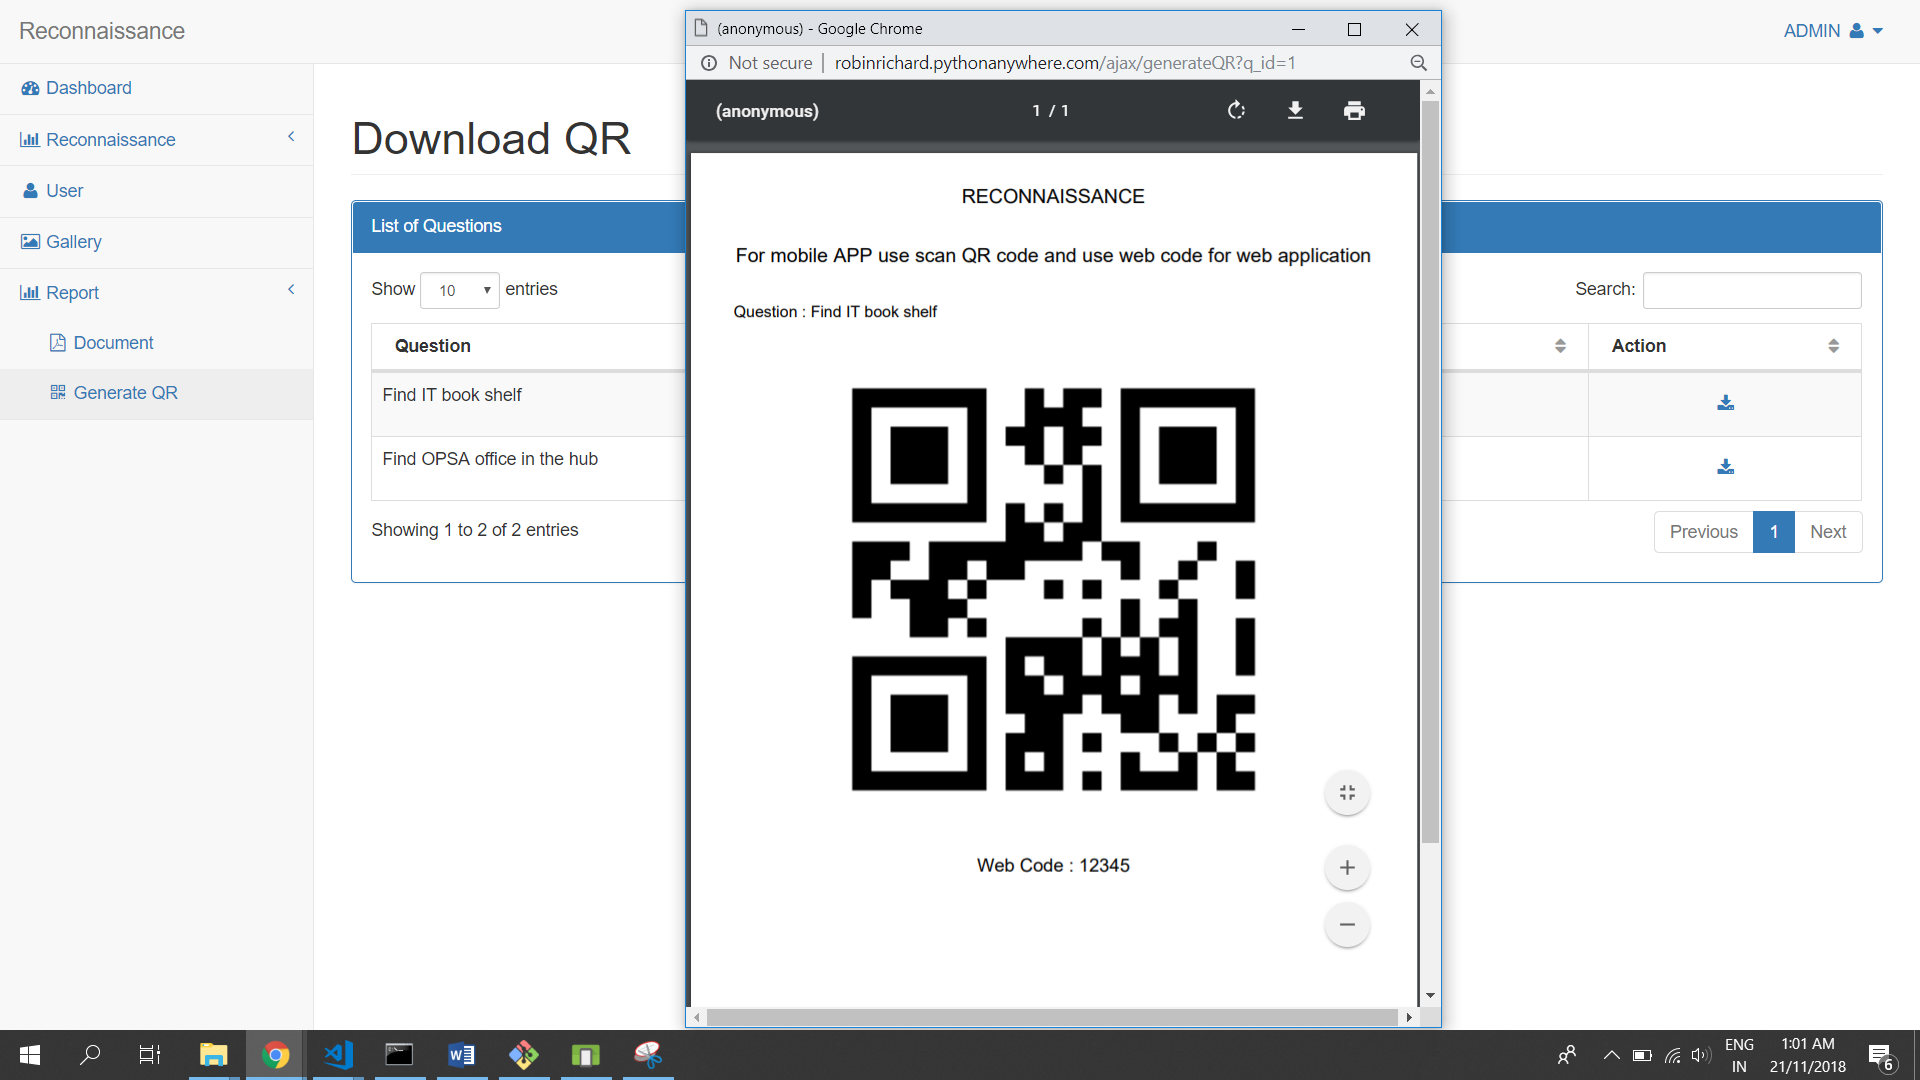 Reconnaissance
ADMIN
Dashboard
Reconnaissance
User
Gallery
Report
Document
Generate QR
Download QR
List of Questions
Show 10 entries
Search:
Question
Action
Find IT book shelf
Find OPSA office in the hub
Showing 1 to 2 of 2 entries
Previous 1 Next
(anonymous) - Google Chrome
Not secure | robinrichard.pythonanywhere.com/ajax/generateQR?q_id=1
(anonymous) 1 / 1
RECONNAISSANCE
For mobile APP use scan QR code and use web code for web application
Question : Find IT book shelf
Web Code : 12345
ENG
IN
1:01 AM
21/11/2018
6